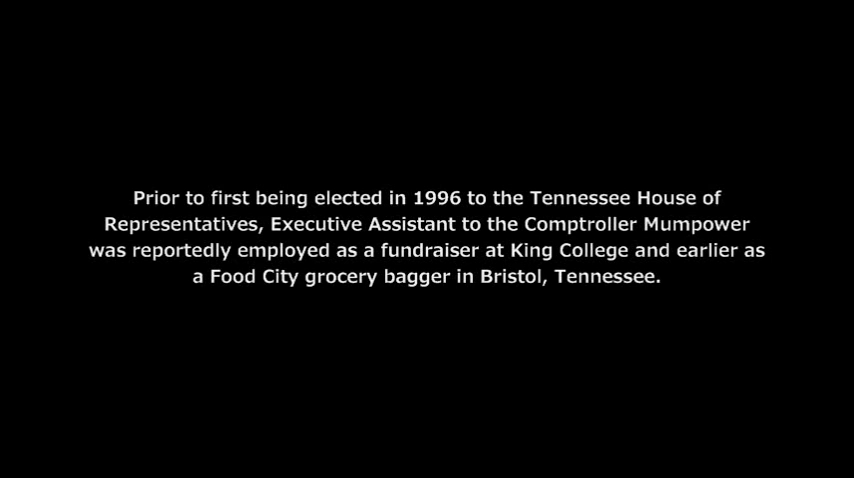 Prior to first being elected in 1996 to the Tennessee House of
Representatives, Executive Assistant to the Comptroller Mumpower
was reportedly employed as a fundraiser at King College and earlier as
a Food City grocery bagger in Bristol, Tennessee.